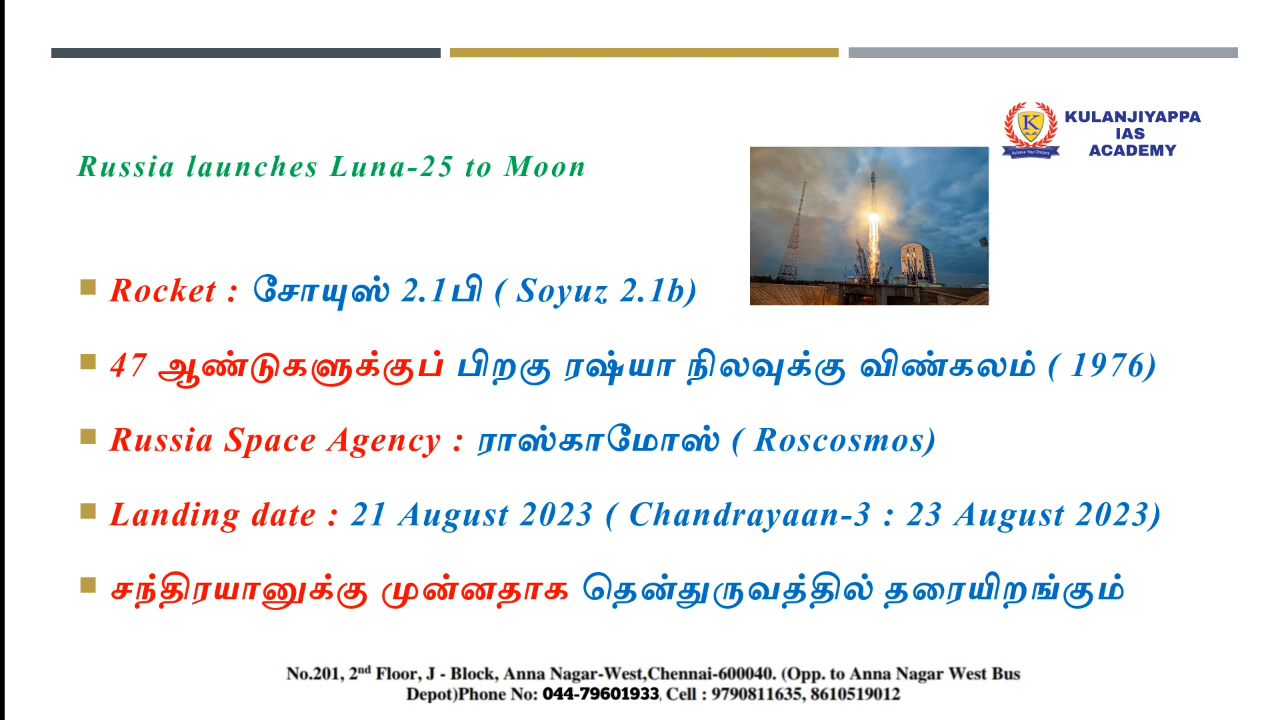 KULANJIYAPPA
IAS
ACADEMY
Russia launches Luna-25 to Moon
Rocket : சோயுஸ் 2.1பி ( Soyuz 2.1b)
47 ஆண்டுகளுக்குப் பிறகு ரஷ்யா நிலவுக்கு விண்கலம் ( 1976)
Russia Space Agency : ராஸ்காமோஸ் ( Roscosmos)
Landing date : 21 August 2023 ( Chandrayaan-3 : 23 August 2023)
சந்திரயானுக்கு முன்னதாக தென்துருவத்தில் தரையிறங்கும்
No.201, 2nd Floor, J - Block, Anna Nagar-West,Chennai-600040. (Opp. to Anna Nagar West Bus
Depot)Phone No: 044-79601933, Cell : 9790811635, 8610519012